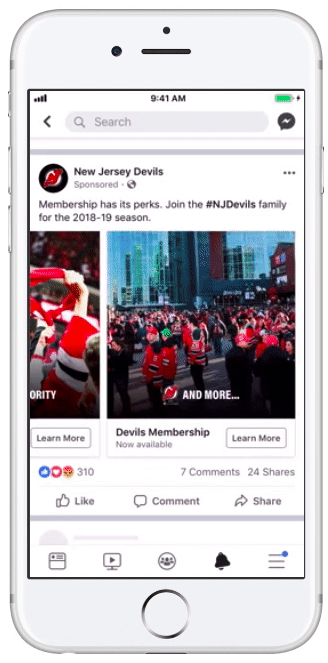 9:41 AM
Search
New Jersey Devils
Sponsored ·
Membership has its perks. Join the #NJDevils family
for the 2018-19 season.
ORITY
AND MORE...
Learn More
Devils Membership
Now available
Learn More
310
7 Comments 24 Shares
Like
Comment
Share